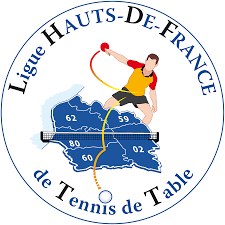 Ligue HAUTS-DE-FRANCE
62
59
80
02
60
de Tennis de Table